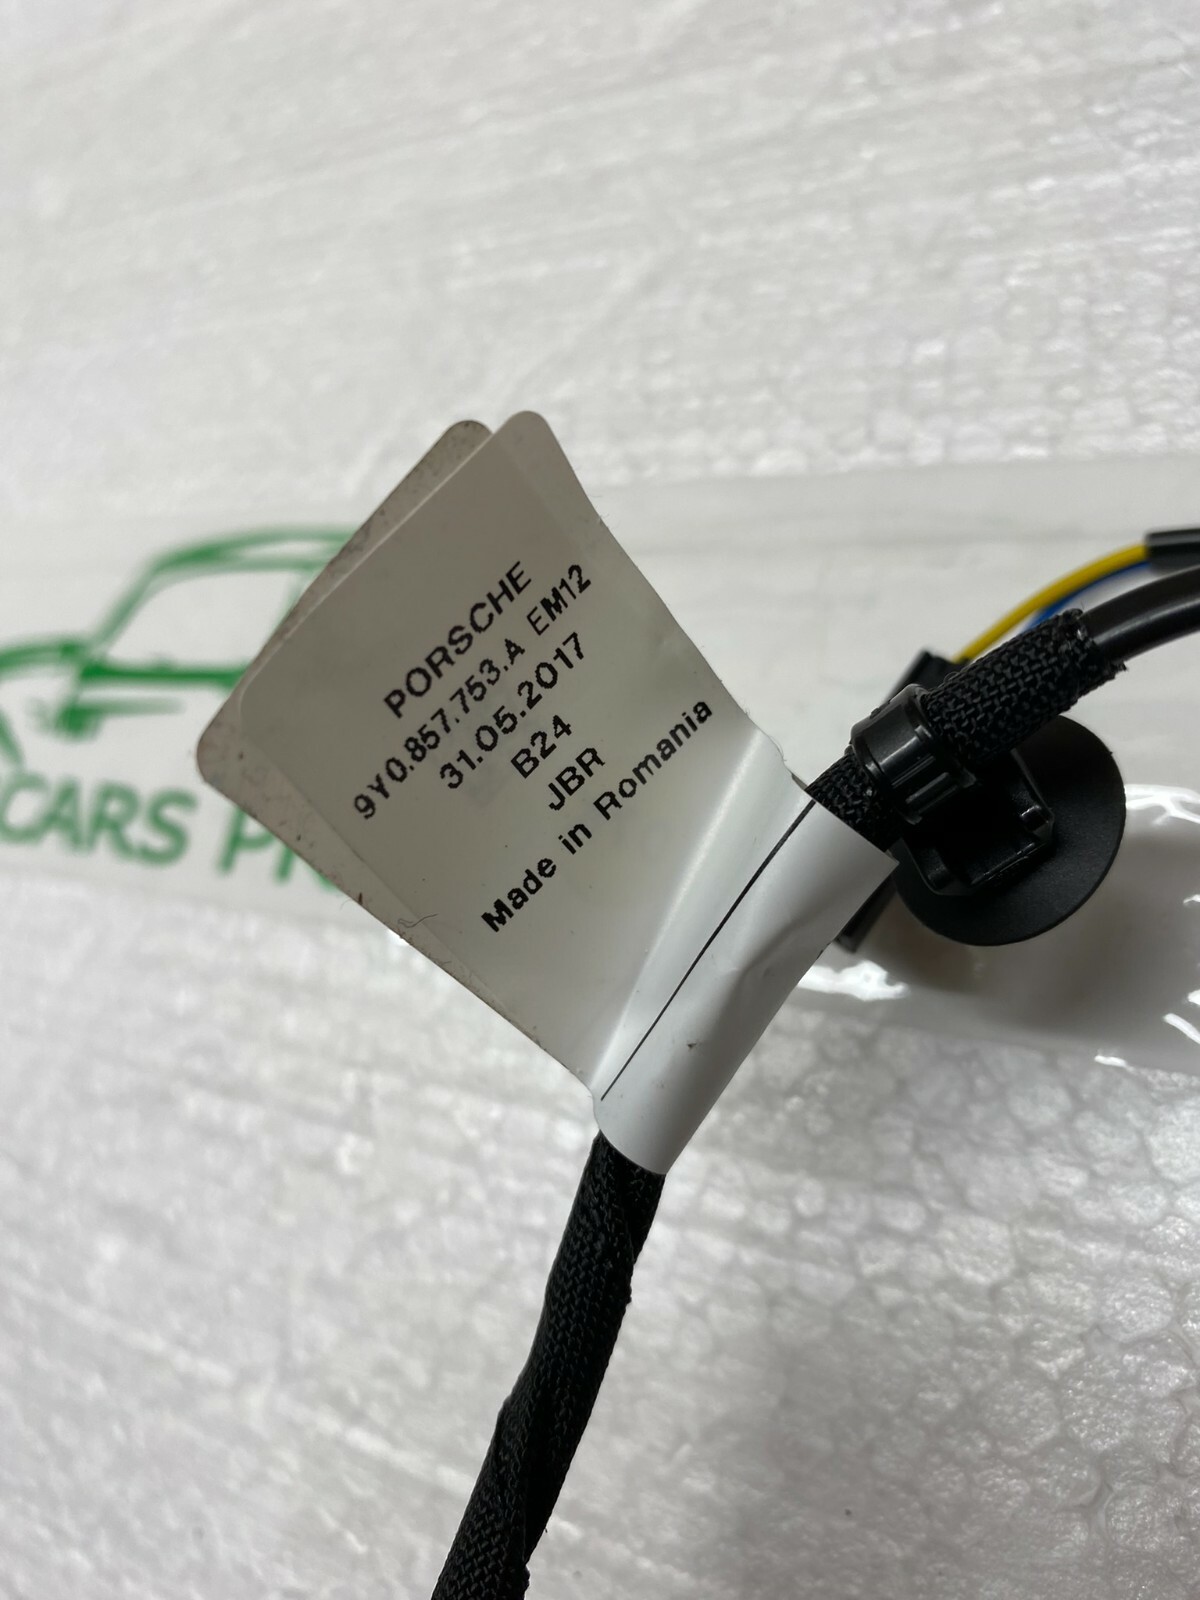 PORSCHE
9Y0.857.753.A EM12
31.05.2017
B24
JBR
Made in Romania
CARS